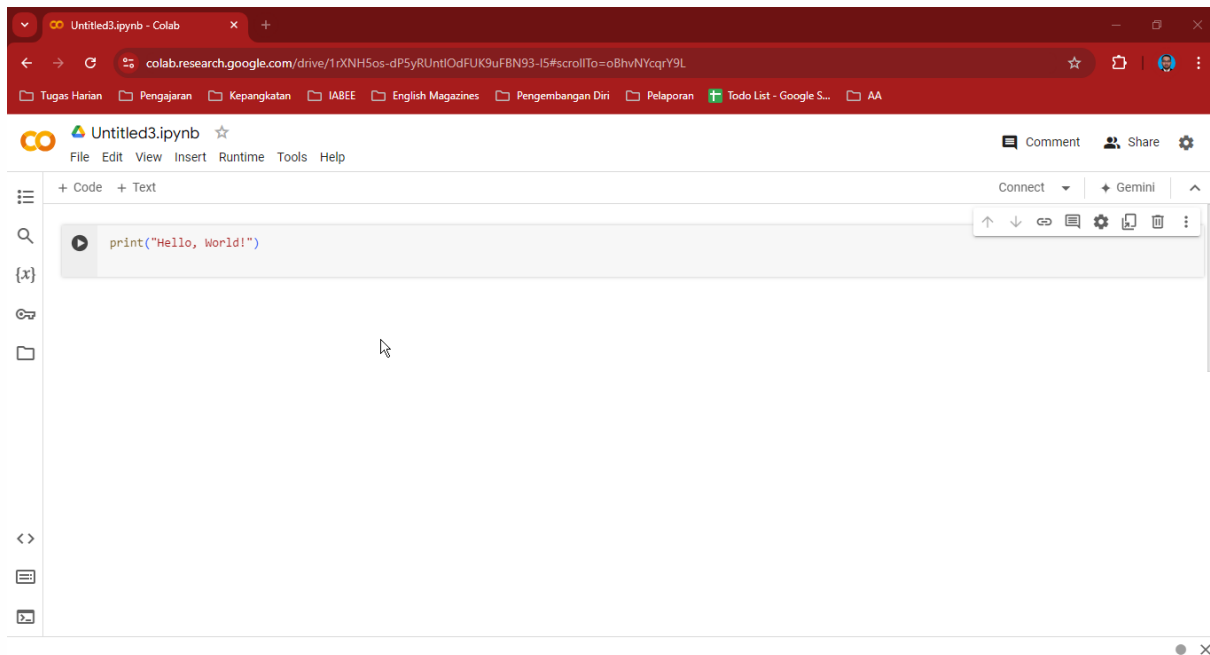 Untitled3.ipynb - Colab
colab.research.google.com/drive/1rXNH5os-dP5yRUntIOdFUK9uFBN93-I5#scrollTo=oBhvNYcqrY9L
Tugas Harian Pengajaran Kepangkatan IABEE English Magazines Pengembangan Diri Pelaporan Todo List - Google S... AA
Untitled3.ipynb
Comment Share
File Edit View Insert Runtime Tools Help
+ Code + Text Connect Gemini
print("Hello, World!")
{x}